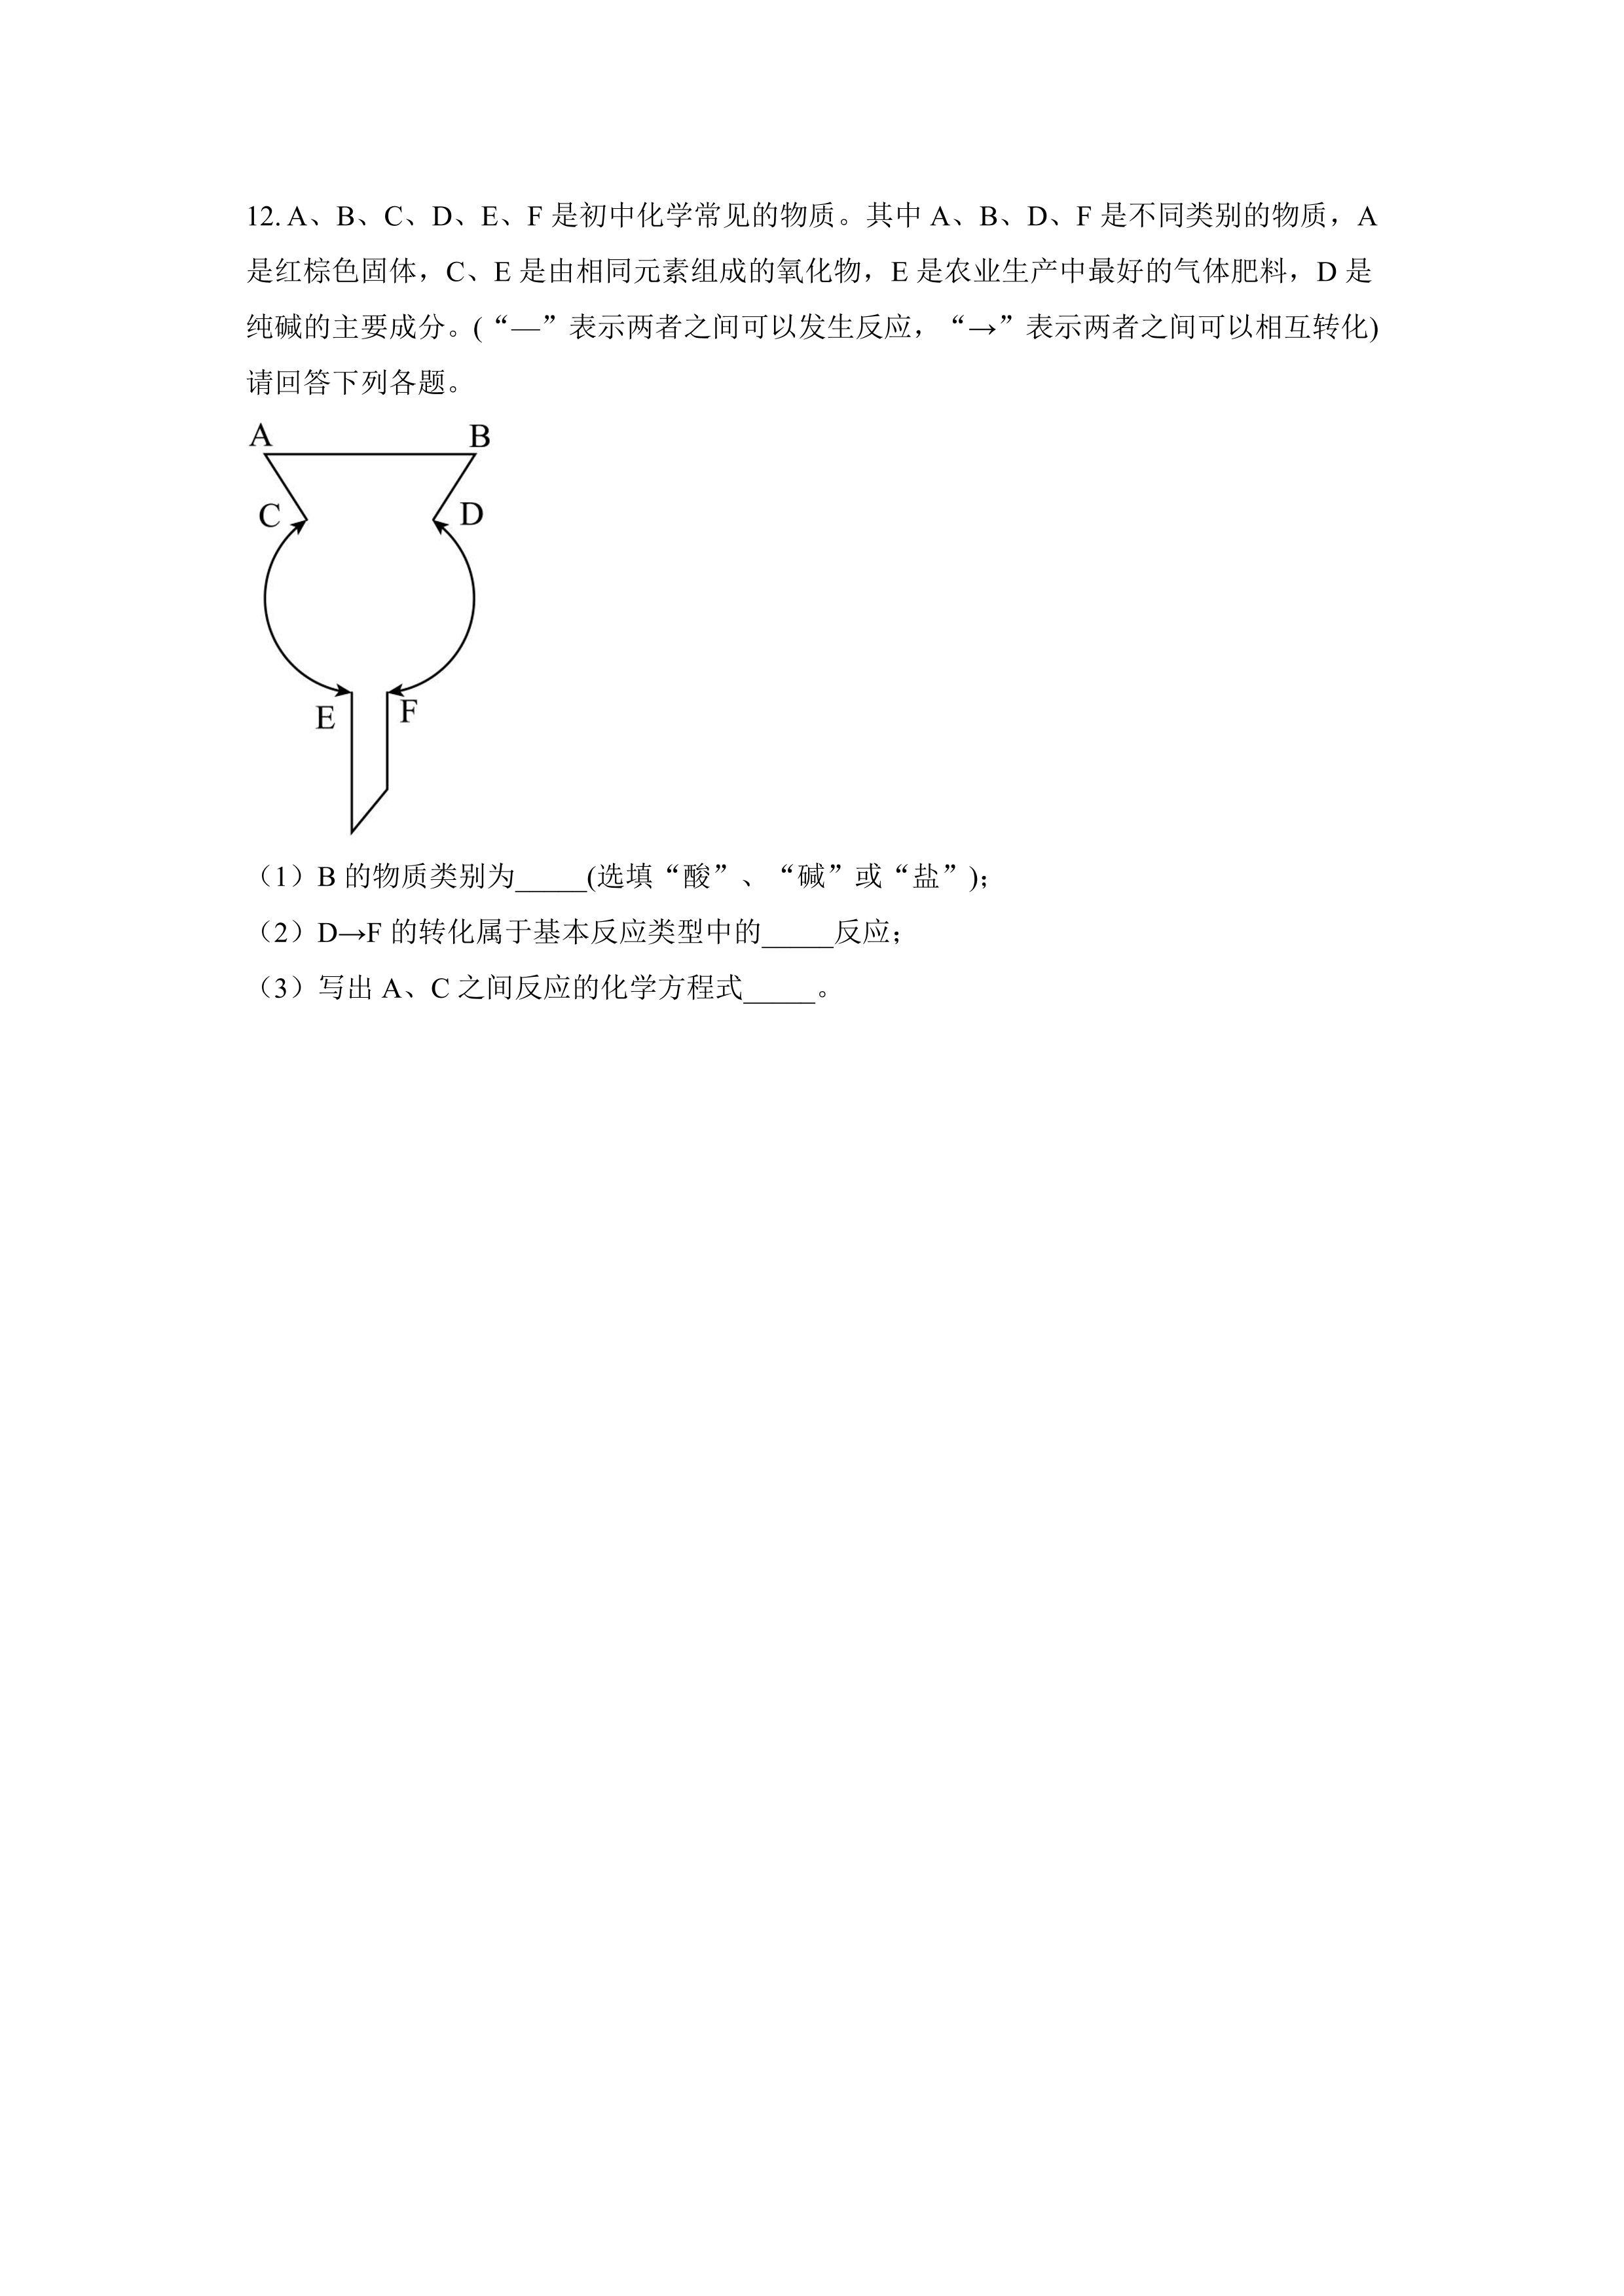 12. A、B、C、D、E、F 是初中化学常见的物质。其中 A、B、D、F 是不同类别的物质，A
是红棕色固体，C、E 是由相同元素组成的氧化物，E 是农业生产中最好的气体肥料，D 是
纯碱的主要成分。(“—”表示两者之间可以发生反应，“→”表示两者之间可以相互转化)
请回答下列各题。
A B
C D
E F
（1）B 的物质类别为_____(选填“酸”、“碱”或“盐”)；
（2）D→F 的转化属于基本反应类型中的_____反应；
（3）写出 A、C 之间反应的化学方程式_____。